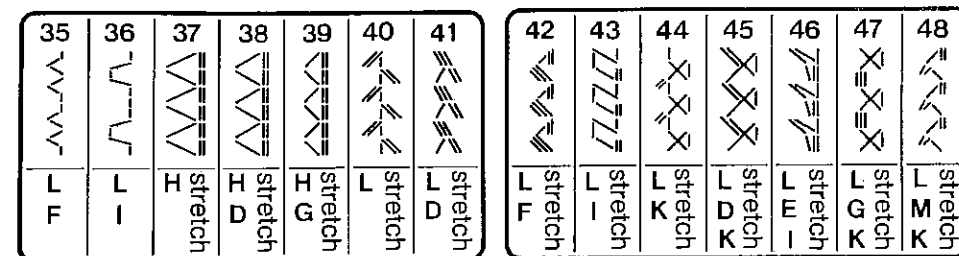 35 36 37 38 39 40 41
L L H stretch H stretch H stretch L stretch L stretch
F I D G D
42 43 44 45 46 47 48
L stretch L stretch L stretch L stretch L stretch L stretch L stretch
F I K D E G M
K I K K